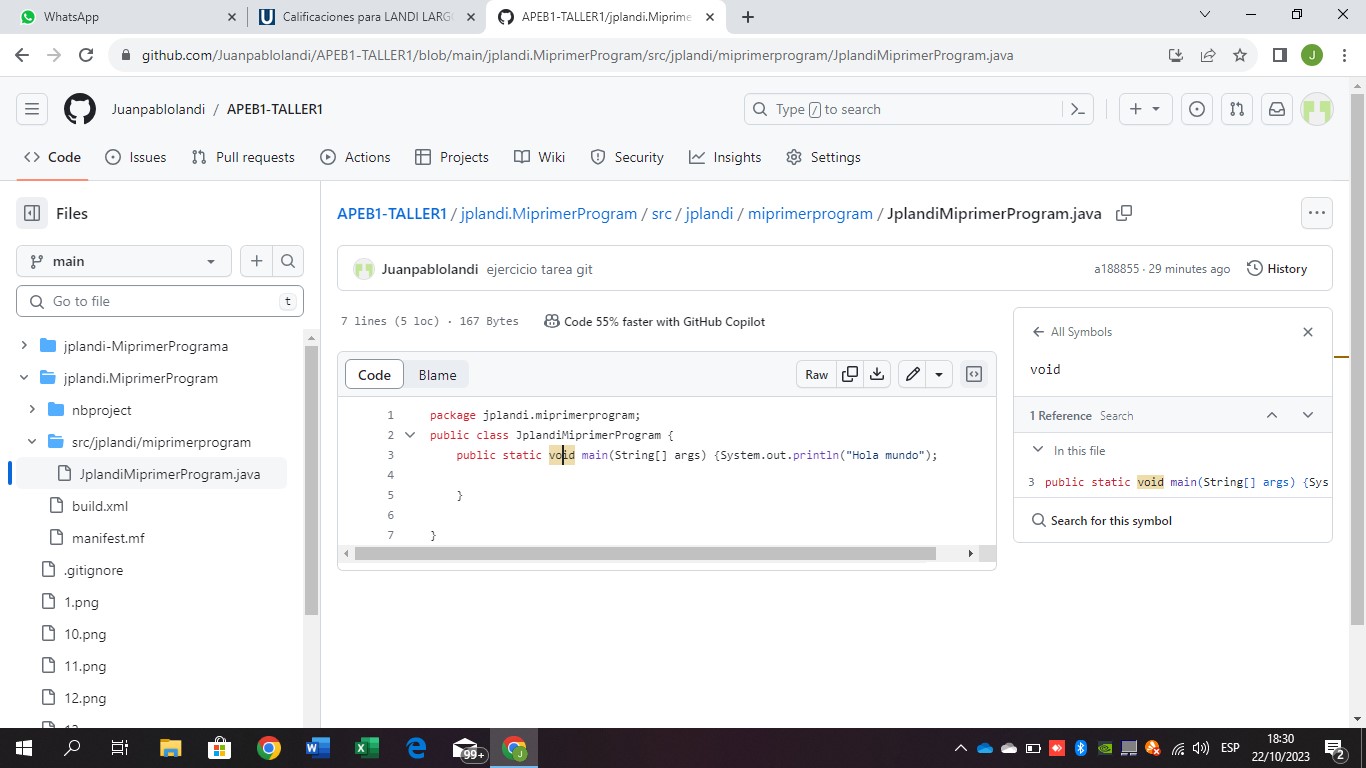 WhatsApp
Calificaciones para LANDI LARGO
APEB1-TALLER1/jplandi.Miprime
github.com/Juanpablolandi/APEB1-TALLER1/blob/main/jplandi.MiprimerProgram/src/jplandi/miprimerprogram/JplandiMiprimerProgram.java
J
Juanpablolandi / APEB1-TALLER1
Type / to search
Code
Issues
Pull requests
Actions
Projects
Wiki
Security
Insights
Settings
Files
main
Go to file
t
jplandi-MiprimerPrograma
jplandi.MiprimerProgram
nbproject
src/jplandi/miprimerprogram
JplandiMiprimerProgram.java
build.xml
manifest.mf
.gitignore
1.png
10.png
11.png
12.png
APEB1-TALLER1 / jplandi.MiprimerProgram / src / jplandi / miprimerprogram / JplandiMiprimerProgram.java
Juanpablolandi ejercicio tarea git
a188855 · 29 minutes ago
History
7 lines (5 loc) · 167 Bytes
Code 55% faster with GitHub Copilot
Code
Blame
Raw
1 package jplandi.miprimerprogram;
2 public class JplandiMiprimerProgram {
3 public static void main(String[] args) {System.out.println("Hola mundo");
4
5 }
6
7 }
All Symbols
void
1 Reference Search
In this file
3 public static void main(String[] args) {Sys
Search for this symbol
99+
J
ESP
18:30
22/10/2023
2